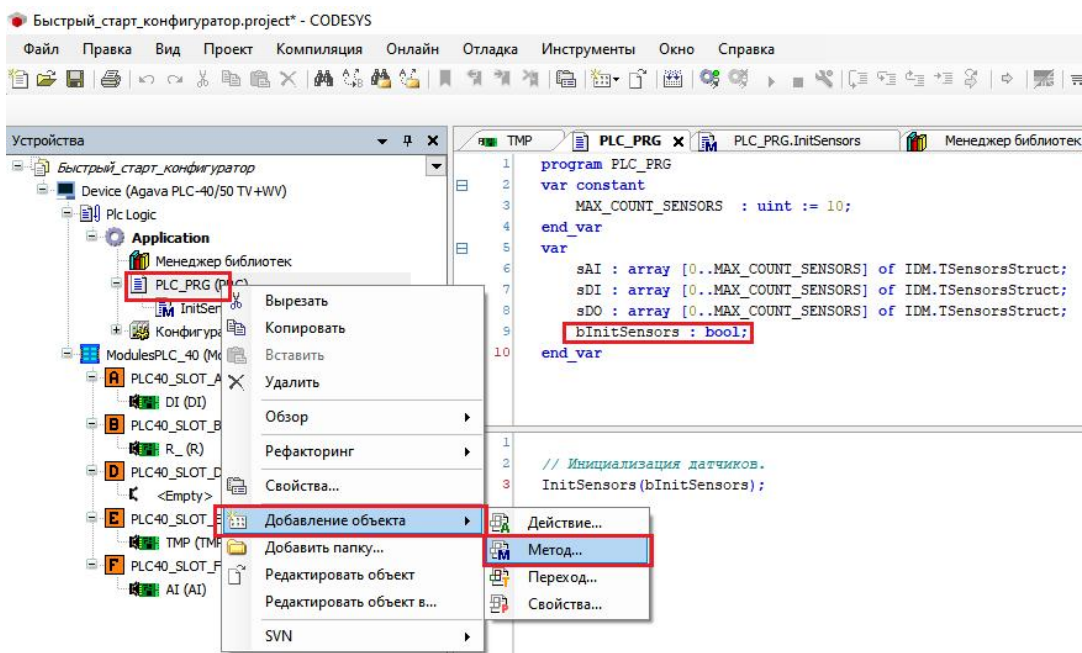 Быстрый_старт_конфигуратор.project* - CODESYS
Файл Правка Вид Проект Компиляция Онлайн Отладка Инструменты Окно Справка
Устройства
Быстрый_старт_конфигуратор
Device (Agava PLC-40/50 TV+WV)
Plc Logic
Application
Менеджер библиотек
PLC_PRG (PRG)
InitSen
Конфигура
ModulesPLC_40 (Mo
A PLC40_SLOT_A
DI (DI)
B PLC40_SLOT_B
R_ (R)
D PLC40_SLOT_D
<Empty>
E PLC40_SLOT_E
TMP (TMP
F PLC40_SLOT_F
AI (AI)
Вырезать
Копировать
Вставить
Удалить
Обзор
Рефакторинг
Свойства...
Добавление объекта
Добавить папку...
Редактировать объект
Редактировать объект в...
SVN
Действие...
Метод...
Переход...
Свойства...
TMP PLC_PRG PLC_PRG.InitSensors Менеджер библиотек
1 program PLC_PRG
2 var constant
3 MAX_COUNT_SENSORS : uint := 10;
4 end_var
5 var
6 sAI : array [0..MAX_COUNT_SENSORS] of IDM.TSensorsStruct;
7 sDI : array [0..MAX_COUNT_SENSORS] of IDM.TSensorsStruct;
8 sDO : array [0..MAX_COUNT_SENSORS] of IDM.TSensorsStruct;
9 bInitSensors : bool;
10 end_var
1
2 // Инициализация датчиков.
3 InitSensors(bInitSensors);